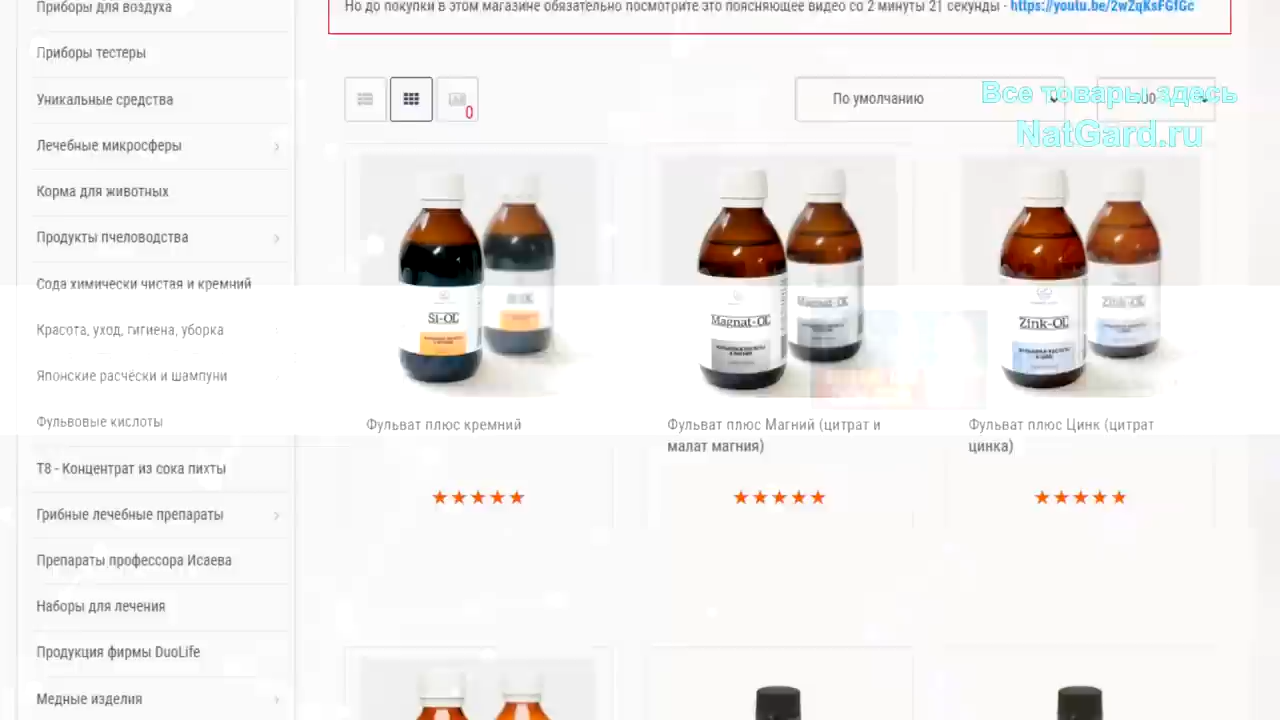 Приборы для воздуха
Но до покупки в этом магазине обязательно посмотрите это поясняющее видео со 2 минуты 21 секунды - https://youtu.be/2wZqKsFGfGc
Приборы тестеры
Уникальные средства
0
По умолчанию
Все товары здесь
NatGard.ru
Лечебные микросферы
Корма для животных
Продукты пчеловодства
Сода химически чистая и кремний
Красота, уход, гигиена, уборка
Японские расчески и шампуни
Фульвовые кислоты
Si-OL
Magnat-OL
Magnat-OL
Zink-OL
Zink-OL
Фульват плюс кремний
Фульват плюс Магний (цитрат и
малат магния)
Фульват плюс Цинк (цитрат
цинка)
Т8 - Концентрат из сока пихты
Грибные лечебные препараты
Препараты профессора Исаева
Наборы для лечения
Продукция фирмы DuoLife
Медные изделия